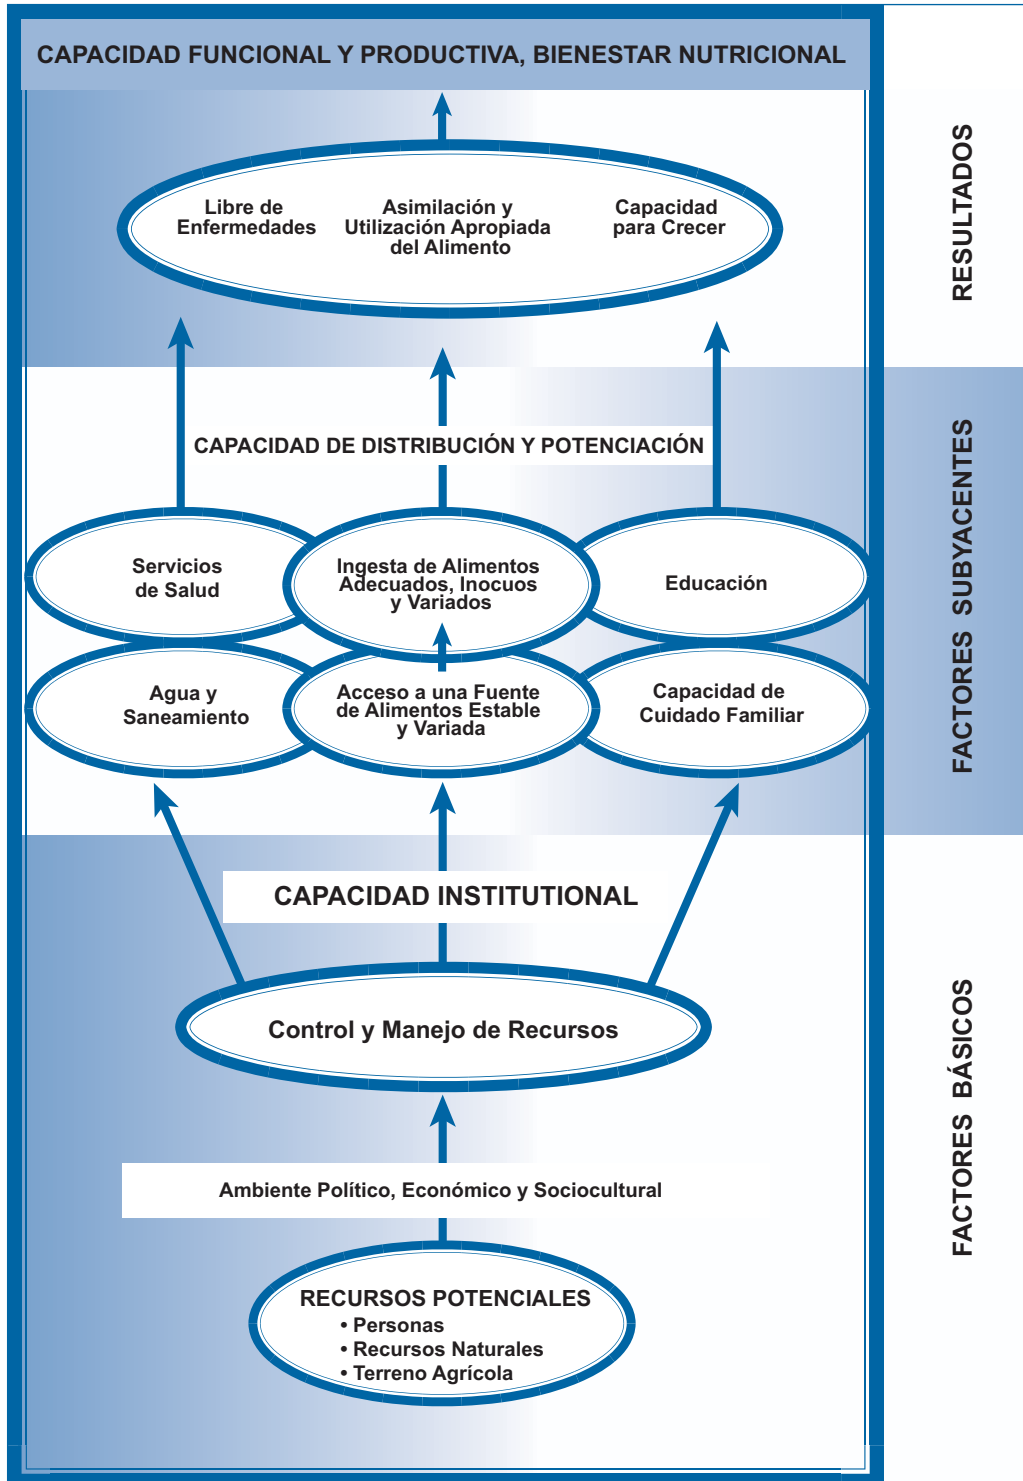 CAPACIDAD FUNCIONAL Y PRODUCTIVA, BIENESTAR NUTRICIONAL
Libre de
Enfermedades
Asimilación y
Utilización Apropiada
del Alimento
Capacidad
para Crecer
RESULTADOS
CAPACIDAD DE DISTRIBUCIÓN Y POTENCIACIÓN
Servicios
de Salud
Ingesta de Alimentos
Adecuados, Inocuos
y Variados
Educación
Agua y
Saneamiento
Acceso a una Fuente
de Alimentos Estable
y Variada
Capacidad de
Cuidado Familiar
FACTORES SUBYACENTES
CAPACIDAD INSTITUTIONAL
Control y Manejo de Recursos
Ambiente Político, Económico y Sociocultural
RECURSOS POTENCIALES
• Personas
• Recursos Naturales
• Terreno Agrícola
FACTORES BÁSICOS